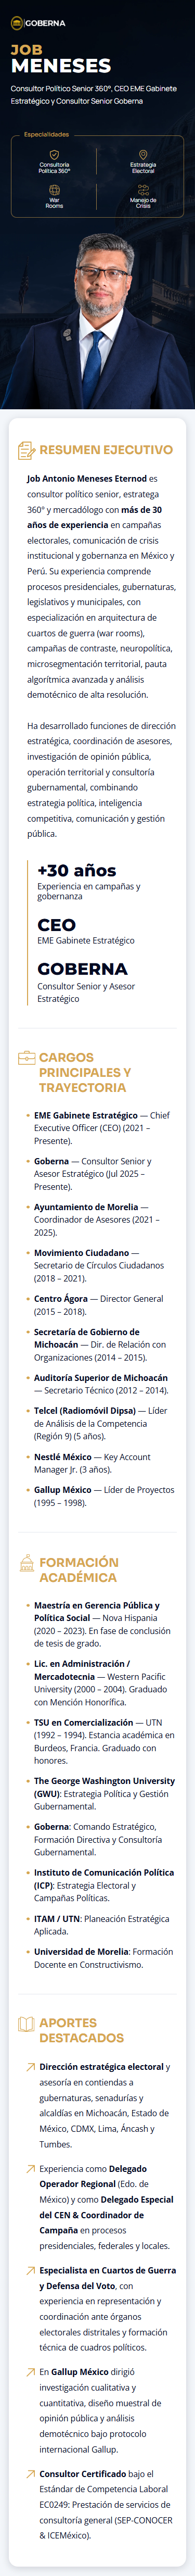 GOBERNA
JOB
MENESES
Consultor Político Senior 360°, CEO EME Gabinete
Estratégico y Consultor Senior Goberna
Especialidades
Consultoría
Política 360°
Estrategia
Electoral
War
Rooms
Manejo de
Crisis
RESUMEN EJECUTIVO
Job Antonio Meneses Eternod es
consultor político senior, estratega
360° y mercadólogo con más de 30
años de experiencia en campañas
electorales, comunicación de crisis
institucional y gobernanza en México y
Perú. Su experiencia comprende
procesos presidenciales, gubernaturas,
legislativos y municipales, con
especialización en arquitectura de
cuartos de guerra (war rooms),
campañas de contraste, neuropolítica,
microsegmentación territorial, pauta
algorítmica avanzada y análisis
demotécnico de alta resolución.
Ha desarrollado funciones de dirección
estratégica, coordinación de asesores,
investigación de opinión pública,
operación territorial y consultoría
gubernamental, combinando
estrategia política, inteligencia
competitiva, comunicación y gestión
pública.
+30 años
Experiencia en campañas y
gobernanza
CEO
EME Gabinete Estratégico
GOBERNA
Consultor Senior y Asesor
Estratégico
CARGOS
PRINCIPALES Y
TRAYECTORIA
EME Gabinete Estratégico — Chief
Executive Officer (CEO) (2021 –
Presente).
Goberna — Consultor Senior y
Asesor Estratégico (Jul 2025 –
Presente).
Ayuntamiento de Morelia —
Coordinador de Asesores (2021 –
2025).
Movimiento Ciudadano —
Secretario de Círculos Ciudadanos
(2018 – 2021).
Centro Ágora — Director General
(2015 – 2018).
Secretaría de Gobierno de
Michoacán — Dir. de Relación con
Organizaciones (2014 – 2015).
Auditoría Superior de Michoacán
— Secretario Técnico (2012 – 2014).
Telcel (Radiomóvil Dipsa) — Líder
de Análisis de la Competencia
(Región 9) (5 años).
Nestlé México — Key Account
Manager Jr. (3 años).
Gallup México — Líder de Proyectos
(1995 – 1998).
FORMACIÓN
ACADÉMICA
Maestría en Gerencia Pública y
Política Social — Nova Hispania
(2020 – 2023). En fase de conclusión
de tesis de grado.
Lic. en Administración /
Mercadotecnia — Western Pacific
University (2000 – 2004). Graduado
con Mención Honorífica.
TSU en Comercialización — UTN
(1992 – 1994). Estancia académica en
Burdeos, Francia. Graduado con
honores.
The George Washington University
(GWU): Estrategia Política y Gestión
Gubernamental.
Goberna: Comando Estratégico,
Formación Directiva y Consultoría
Gubernamental.
Instituto de Comunicación Política
(ICP): Estrategia Electoral y
Campañas Políticas.
ITAM / UTN: Planeación Estratégica
Aplicada.
Universidad de Morelia: Formación
Docente en Constructivismo.
APORTES
DESTACADOS
Dirección estratégica electoral y
asesoría en contiendas a
gubernaturas, senadurías y
alcaldías en Michoacán, Estado de
México, CDMX, Lima, Áncash y
Tumbes.
Experiencia como Delegado
Operador Regional (Edo. de
México) y como Delegado Especial
del CEN & Coordinador de
Campaña en procesos
presidenciales, federales y locales.
Especialista en Cuartos de Guerra
y Defensa del Voto, con
experiencia en representación y
coordinación ante órganos
electorales distritales y formación
técnica de cuadros políticos.
En Gallup México dirigió
investigación cualitativa y
cuantitativa, diseño muestral de
opinión pública y análisis
demotécnico bajo protocolo
internacional Gallup.
Consultor Certificado bajo el
Estándar de Competencia Laboral
EC0249: Prestación de servicios de
consultoría general (SEP-CONOCER
& ICEMéxico).